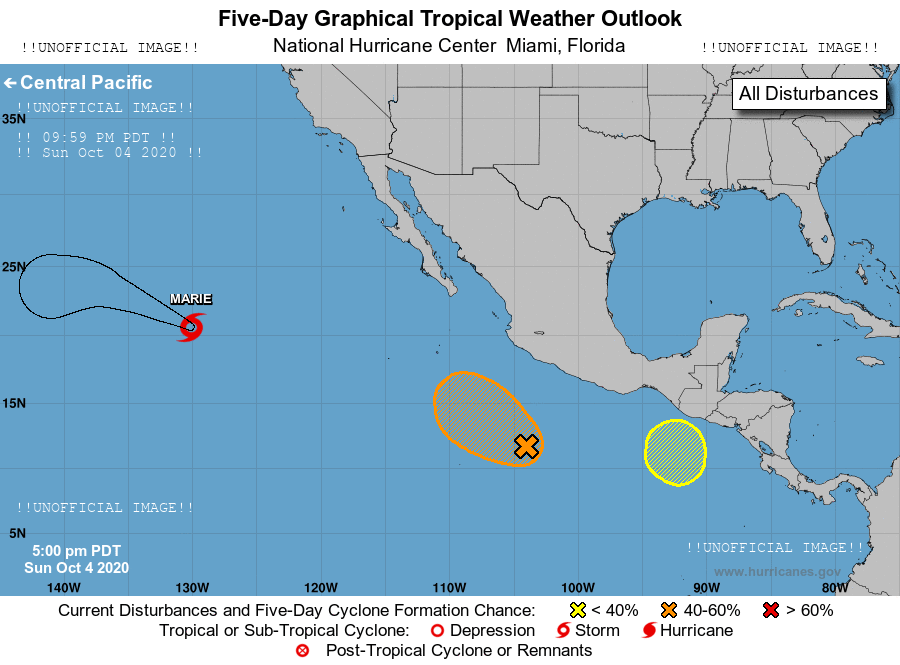 Five-Day Graphical Tropical Weather Outlook
!!UNOFFICIAL IMAGE!! National Hurricane Center Miami, Florida !!UNOFFICIAL IMAGE!!
← Central Pacific
All Disturbances
!!UNOFFICIAL IMAGE!!
35N
!! 09:59 PM PDT !!
!! Sun Oct 04 2020 !!
25N
MARIE
15N
!!UNOFFICIAL IMAGE!!
5N
5:00 pm PDT
Sun Oct 4 2020
!!UNOFFICIAL IMAGE!!
www.hurricanes.gov
140W 130W 120W 110W 100W 90W 80W
Current Disturbances and Five-Day Cyclone Formation Chance: < 40% 40-60% > 60%
Tropical or Sub-Tropical Cyclone: Depression Storm Hurricane
Post-Tropical Cyclone or Remnants